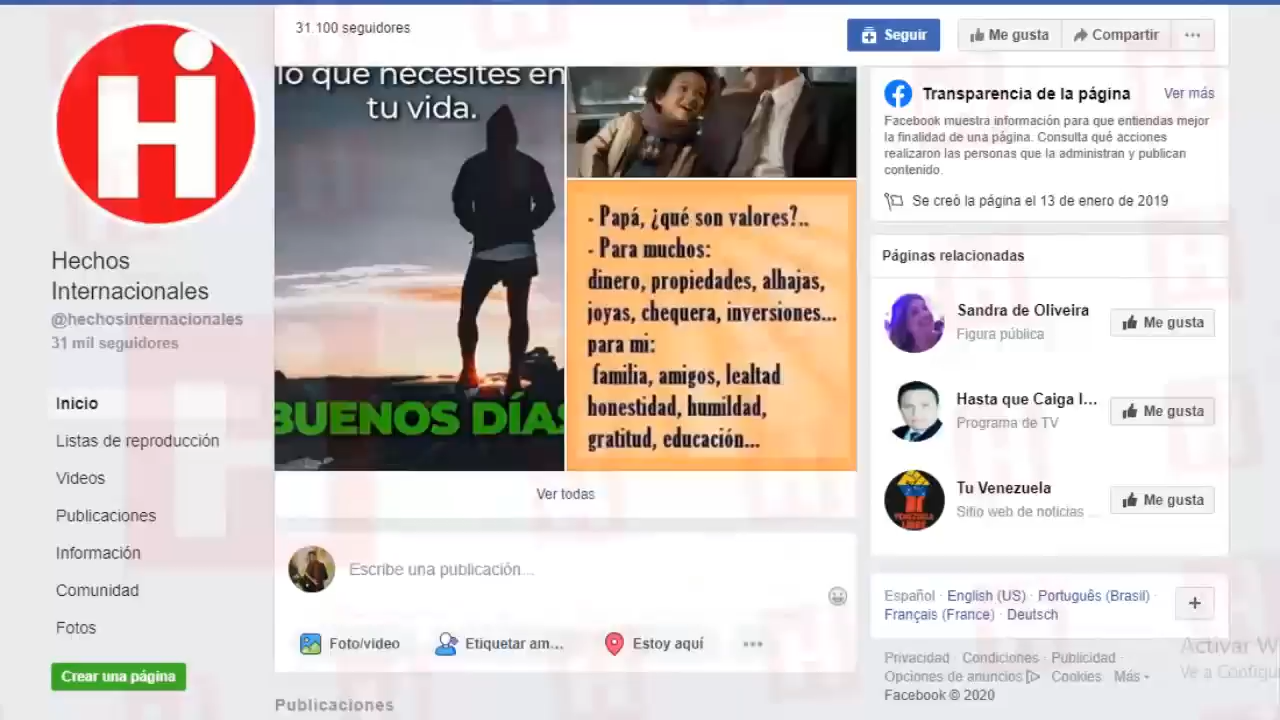 Hi
31.100 seguidores
Seguir
Me gusta
Compartir
lo que necesites en
tu vida.
BUENOS DÍAS
- Papá, ¿qué son valores?..
- Para muchos:
dinero, propiedades, alhajas,
joyas, chequera, inversiones...
para mi:
familia, amigos, lealtad
honestidad, humildad,
gratitud, educación...
Ver todas
Hechos
Internacionales
@hechosinternacionales
31 mil seguidores
Inicio
Listas de reproducción
Videos
Publicaciones
Información
Comunidad
Fotos
Crear una página
Escribe una publicación...
Foto/video
Etiquetar am...
Estoy aquí
Publicaciones
Transparencia de la página
Ver más
Facebook muestra información para que entiendas mejor
la finalidad de una página. Consulta qué acciones
realizaron las personas que la administran y publican
contenido.
Se creó la página el 13 de enero de 2019
Páginas relacionadas
Sandra de Oliveira
Figura pública
Me gusta
Hasta que Caiga l...
Programa de TV
Me gusta
Tu Venezuela
Sitio web de noticias ...
Me gusta
VENEZUELA
LIBRE
Español · English (US) · Português (Brasil) ·
Français (France) · Deutsch
Privacidad · Condiciones · Publicidad ·
Opciones de anuncios · Cookies · Más
Facebook © 2020
Activar W
Ve a Configu